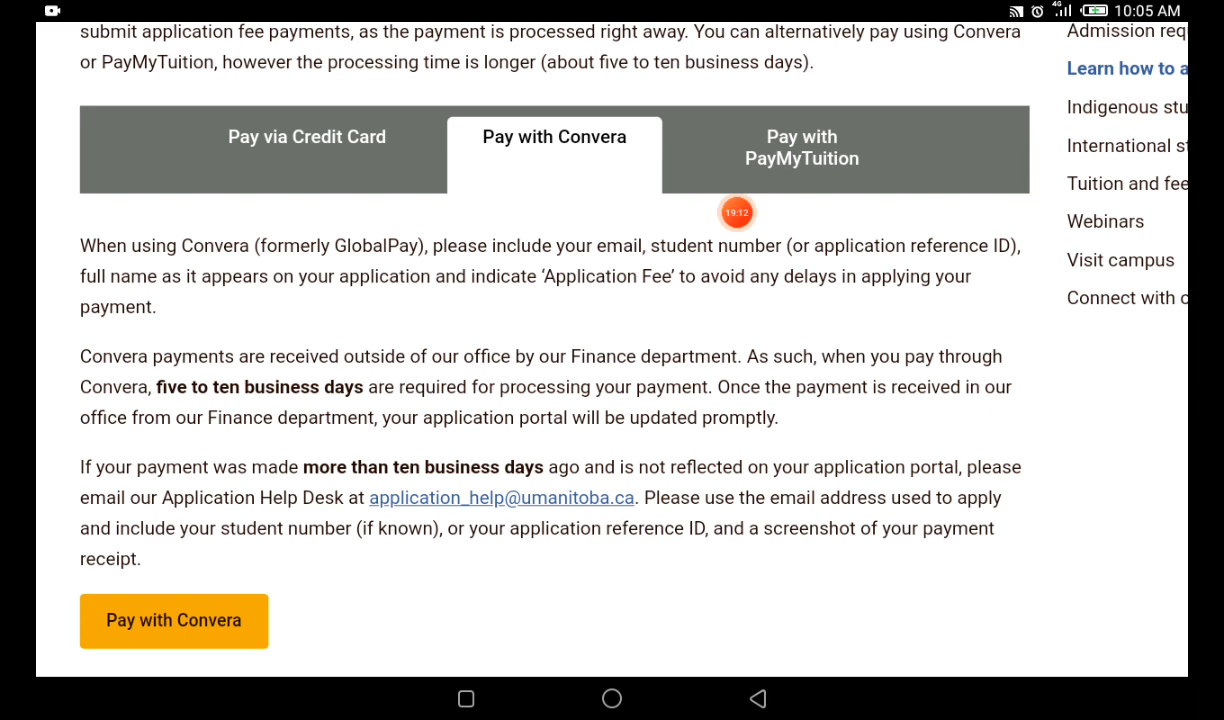 4G 10:05 AM
submit application fee payments, as the payment is processed right away. You can alternatively pay using Convera
or PayMyTuition, however the processing time is longer (about five to ten business days).
Pay via Credit Card
Pay with Convera
Pay with
PayMyTuition
19:12
When using Convera (formerly GlobalPay), please include your email, student number (or application reference ID),
full name as it appears on your application and indicate ‘Application Fee’ to avoid any delays in applying your
payment.
Convera payments are received outside of our office by our Finance department. As such, when you pay through
Convera, five to ten business days are required for processing your payment. Once the payment is received in our
office from our Finance department, your application portal will be updated promptly.
If your payment was made more than ten business days ago and is not reflected on your application portal, please
email our Application Help Desk at application_help@umanitoba.ca. Please use the email address used to apply
and include your student number (if known), or your application reference ID, and a screenshot of your payment
receipt.
Pay with Convera
Admission req
Learn how to a
Indigenous stu
International st
Tuition and fee
Webinars
Visit campus
Connect with c